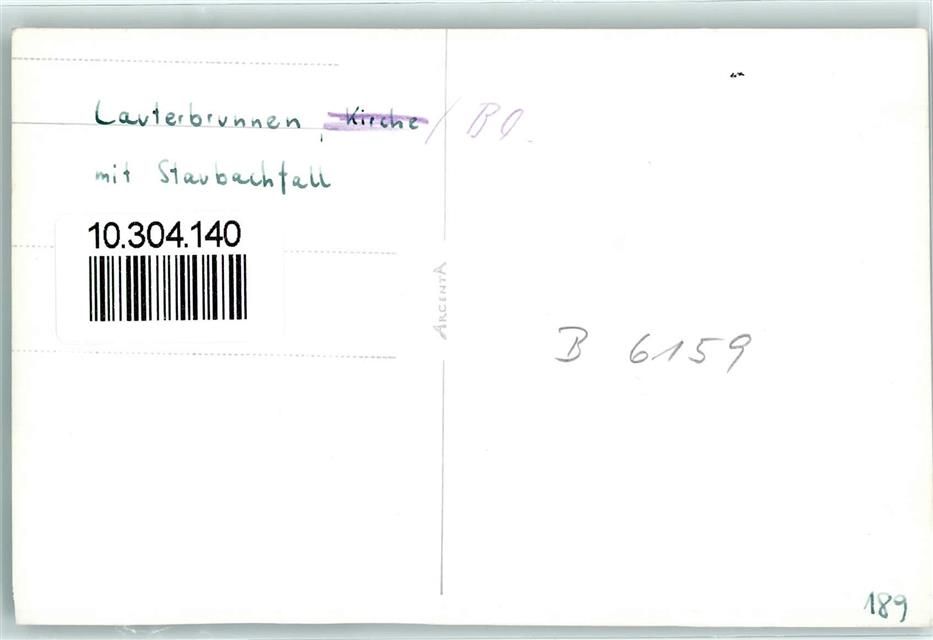 Lauterbrunnen, Kirche / BO.
mit Staubachfall
10.304.140
ARGENTA
B 6159
189